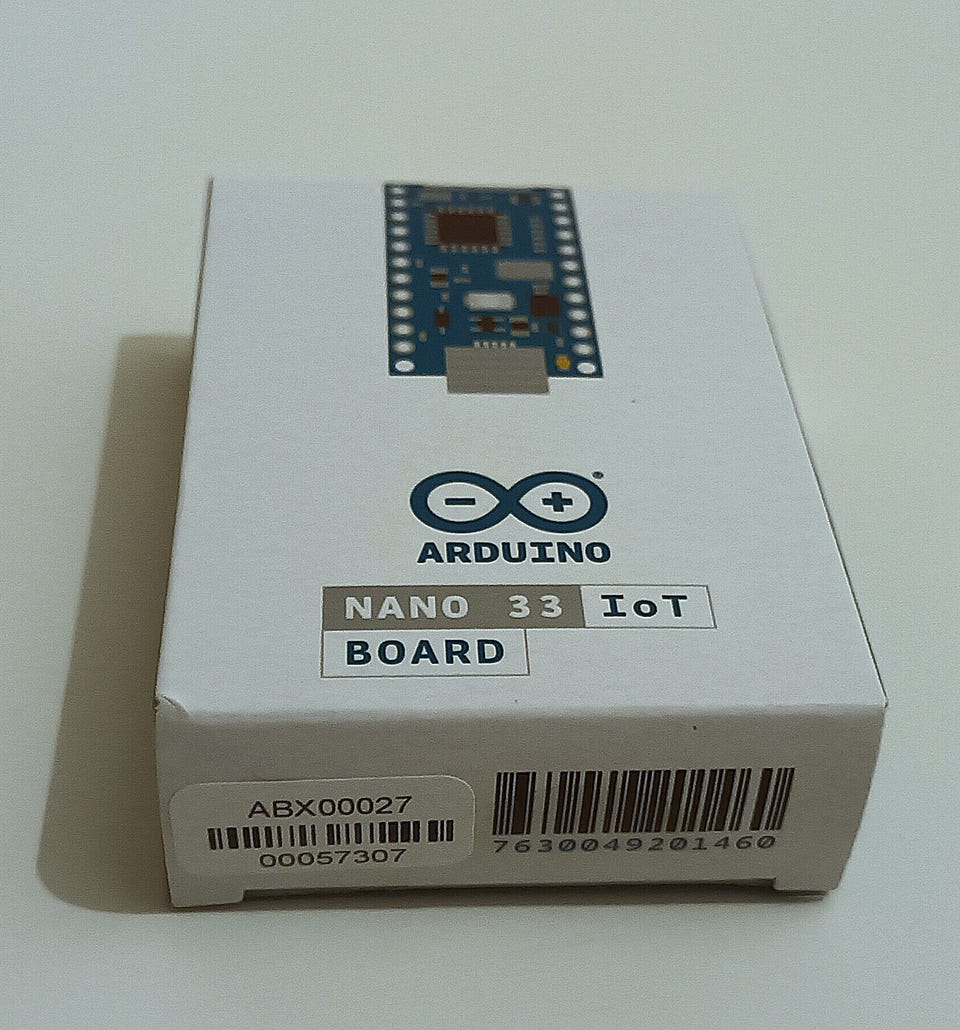 ARDUINO
NANO 33 IoT
BOARD
ABX00027
00057307
7630049201460